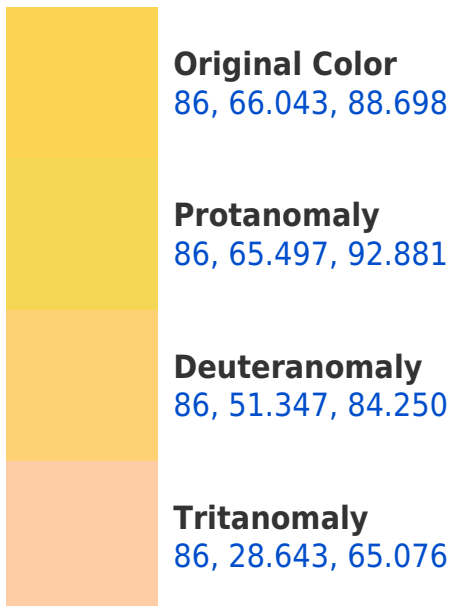 Original Color
86, 66.043, 88.698
Protanomaly
86, 65.497, 92.881
Deuteranomaly
86, 51.347, 84.250
Tritanomaly
86, 28.643, 65.076